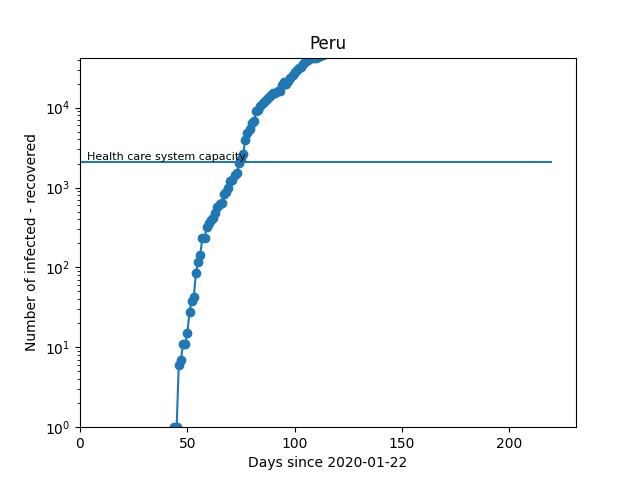 Peru
Number of infected - recovered
10^4
10^3
10^2
10^1
10^0
Health care system capacity
0 50 100 150 200
Days since 2020-01-22